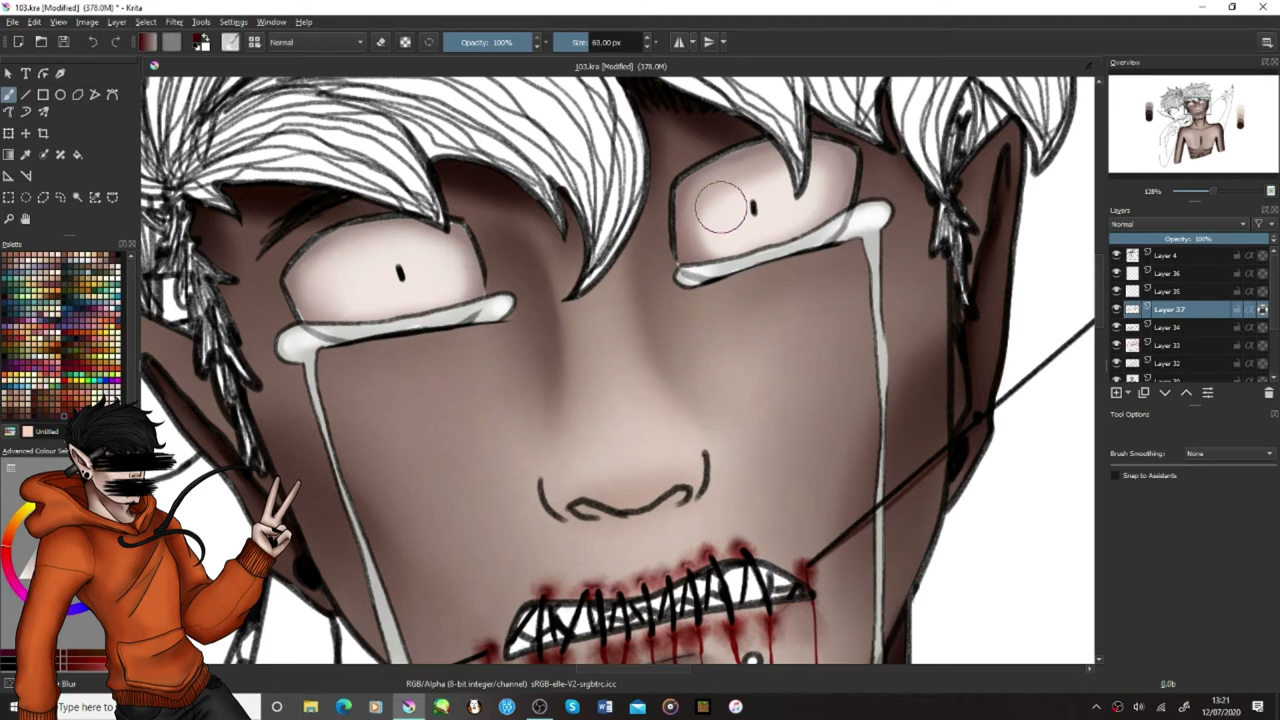 103.kra [Modified] (378.0M) * - Krita
File Edit View Image Layer Select Filter Tools Settings Window Help
Normal
Opacity: 100%
Size: 60.00 px
103.kra [Modified] (378.0M)
Overview
128%
Layers
Normal
Opacity: 100%
Layer 4
Layer 36
Layer 35
Layer 37
Layer 34
Layer 33
Layer 32
Tool Options
Brush Smoothing: None
Snap to Assistants
Palette
Untitled
Advanced Colour Se
Blur
RGB/Alpha (8-bit integer/channel) sRGB-elle-V2-srgbtrc.icc
0.0b
Type here to
13:21
12/07/2020